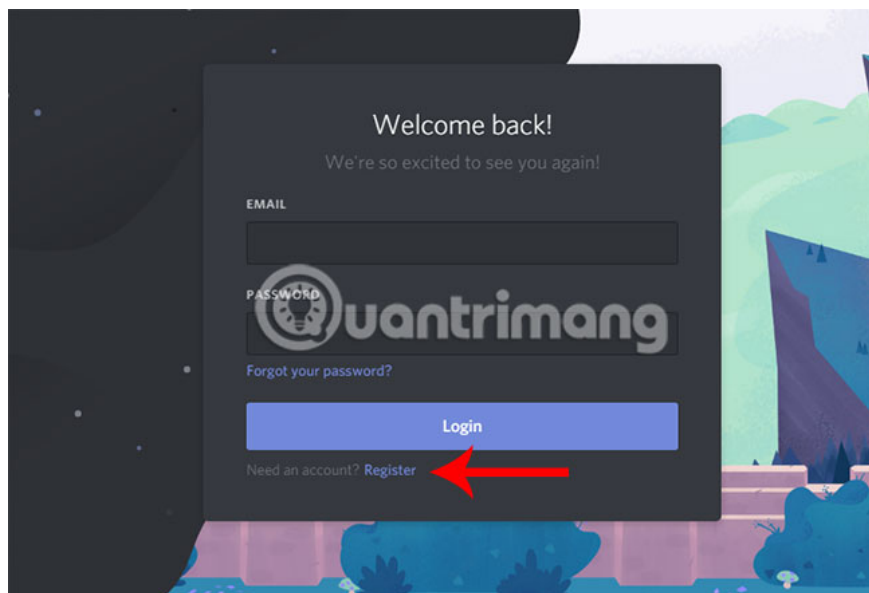 Welcome back!
We're so excited to see you again!
EMAIL
PASSWORD
Quantrimang
Forgot your password?
Login
Need an account? Register